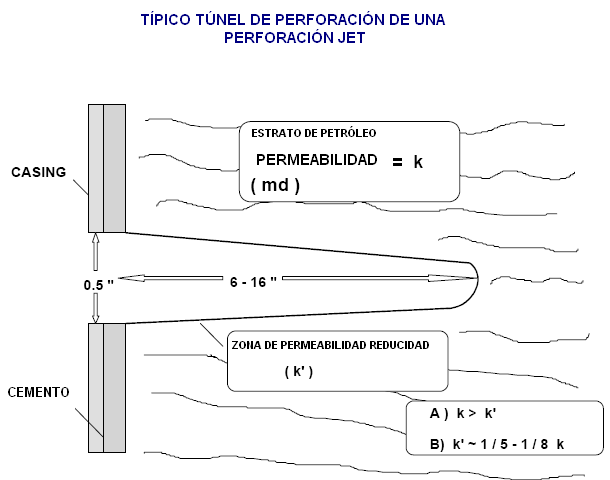 TÍPICO TÚNEL DE PERFORACIÓN DE UNA
PERFORACIÓN JET
ESTRATO DE PETRÓLEO
PERMEABILIDAD = k
( md )
CASING
0.5 "
6 - 16 "
ZONA DE PERMEABILIDAD REDUCIDAD
( k' )
CEMENTO
A ) k > k'
B) k' ~ 1 / 5 - 1 / 8 k